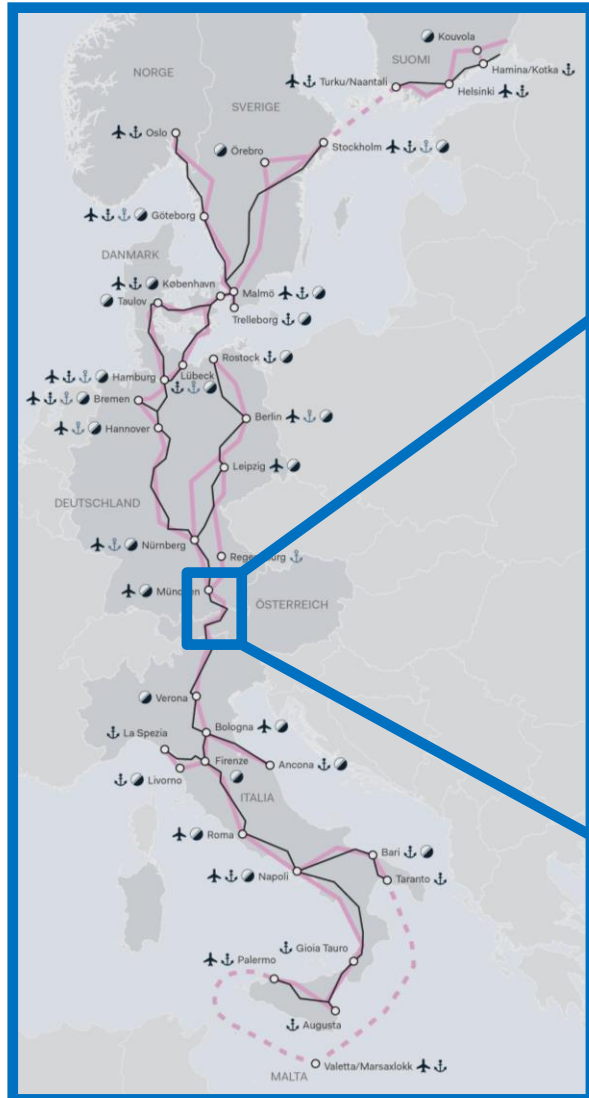 Kouvola
SUOMI
NORGE
Hamina/Kotka
Turku/Naantali
Helsinki
SVERIGE
Oslo
Örebro
Stockholm
Göteborg
DANMARK
København
Malmö
Taulov
Trelleborg
Rostock
Hamburg
Lübeck
Bremen
Berlin
Hannover
Leipzig
DEUTSCHLAND
Nürnberg
München
ÖSTERREICH
Verona
Bologna
La Spezia
Firenze
Ancona
Livorno
ITALIA
Roma
Bari
Napoli
Taranto
Gioia Tauro
Palermo
Augusta
Valetta/Marsaxlokk
MALTA